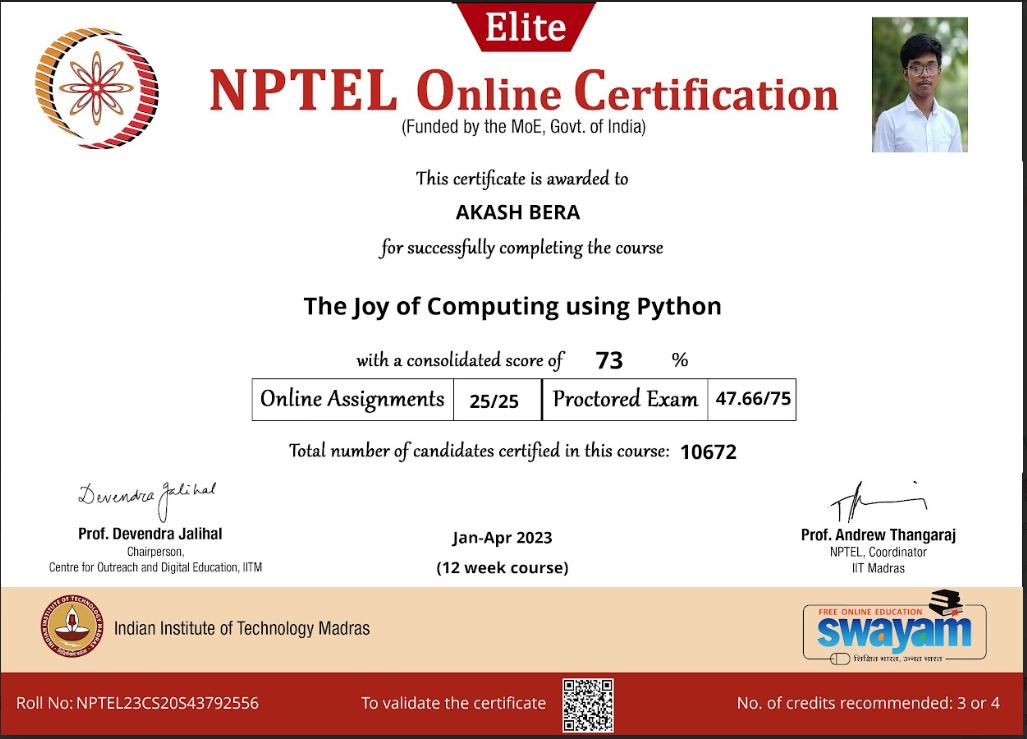 Elite
NPTEL Online Certification
(Funded by the MoE, Govt. of India)
This certificate is awarded to
AKASH BERA
for successfully completing the course
The Joy of Computing using Python
with a consolidated score of 73 %
Online Assignments 25/25 Proctored Exam 47.66/75
Total number of candidates certified in this course: 10672
Devendra Jalihal
Prof. Devendra Jalihal
Chairperson,
Centre for Outreach and Digital Education, IITM
Jan-Apr 2023
(12 week course)
Prof. Andrew Thangaraj
NPTEL, Coordinator
IIT Madras
INDIAN INSTITUTE OF TECHNOLOGY MADRAS
Indian Institute of Technology Madras
FREE ONLINE EDUCATION
swayam
शिक्षित भारत, उन्नत भारत
Roll No: NPTEL23CS20S43792556
To validate the certificate
No. of credits recommended: 3 or 4